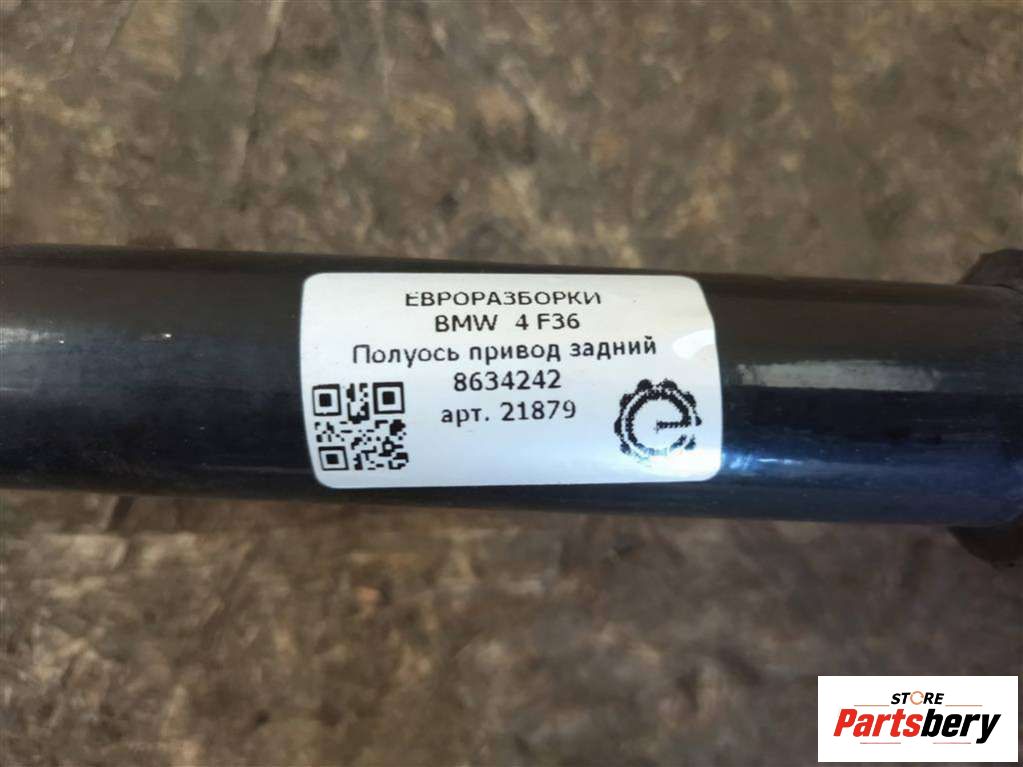 ЕВРОРАЗБОРКИ
BMW 4 F36
Полуось привод задний
8634242
арт. 21879
STORE
Partsbery